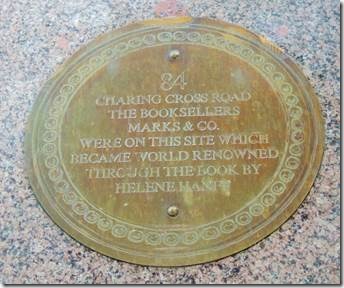 84
CHARING CROSS ROAD
THE BOOKSELLERS
MARKS & CO.
WERE ON THIS SITE WHICH
BECAME WORLD RENOWNED
THROUGH THE BOOK BY
HELENE HANFF